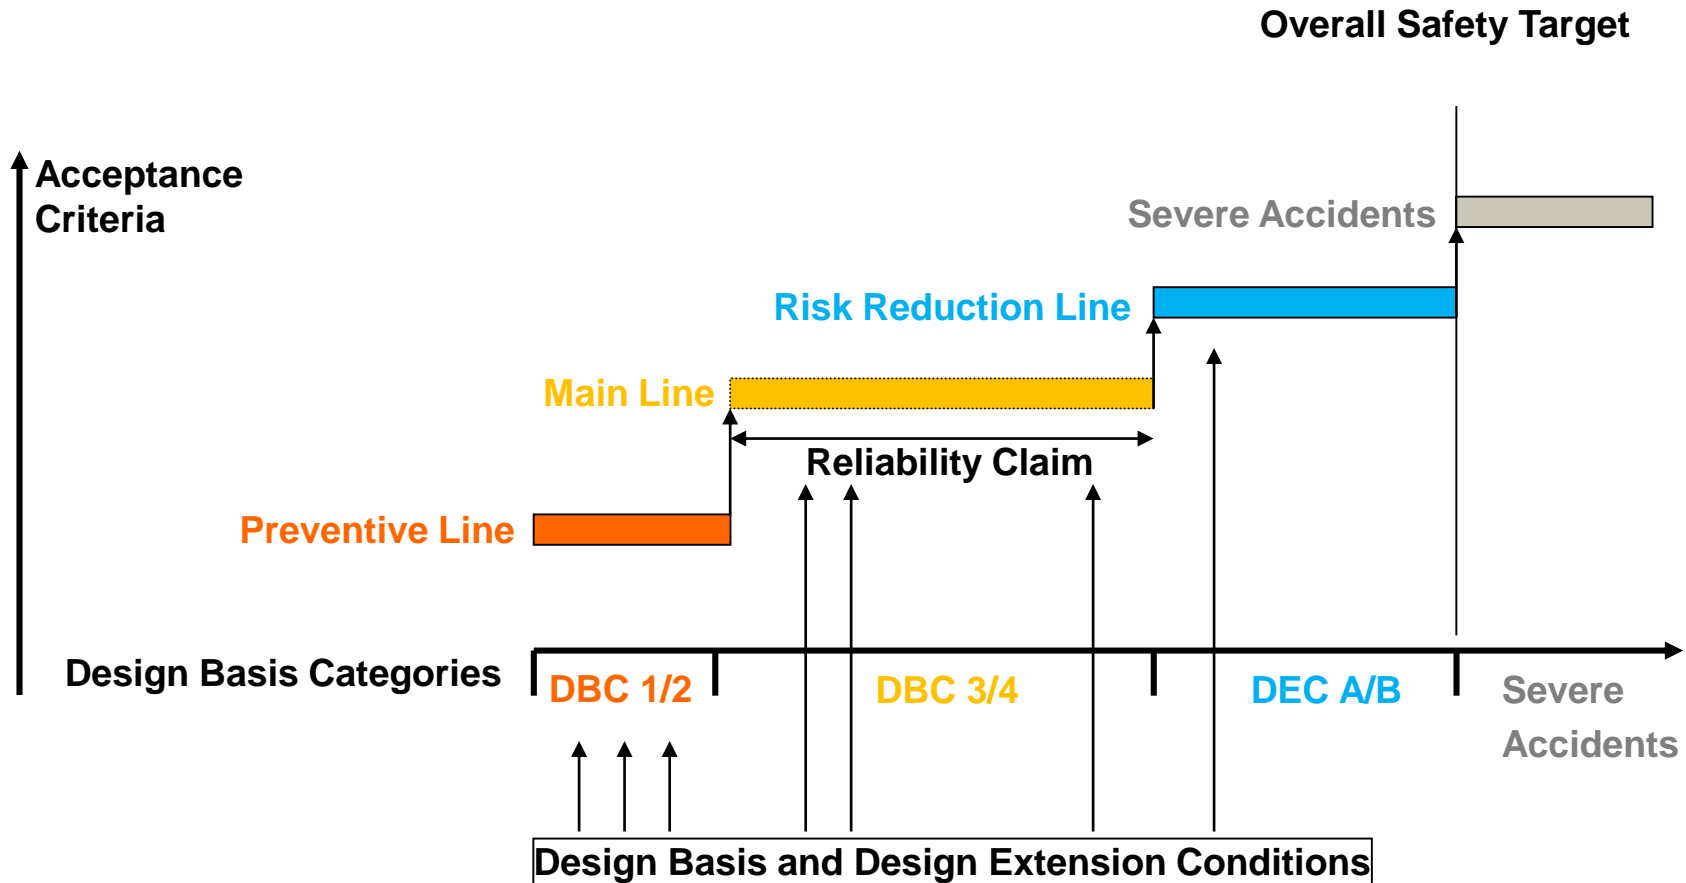 Overall Safety Target
Acceptance
Criteria
Severe Accidents
Risk Reduction Line
Main Line
Reliability Claim
Preventive Line
Design Basis Categories
DBC 1/2
DBC 3/4
DEC A/B
Severe
Accidents
Design Basis and Design Extension Conditions